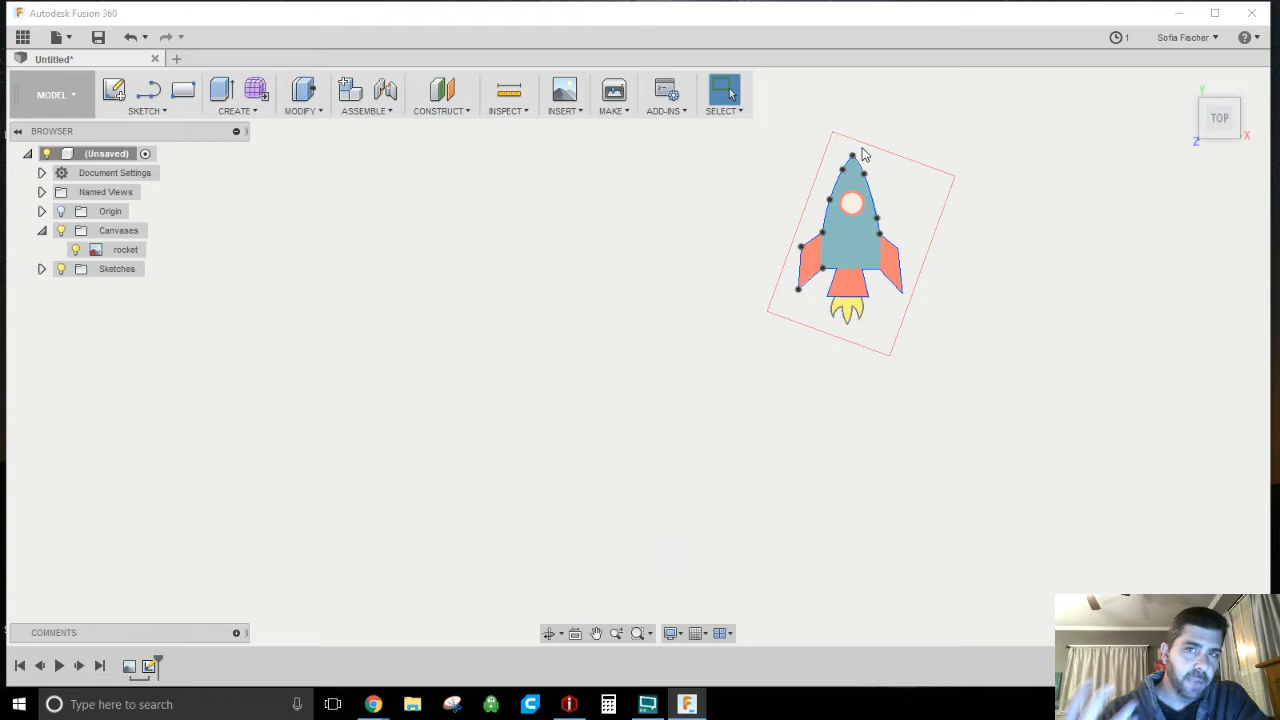 Autodesk Fusion 360
1
Sofia Fischer
Untitled*
MODEL
SKETCH
CREATE
MODIFY
ASSEMBLE
CONSTRUCT
INSPECT
INSERT
MAKE
ADD-INS
SELECT
BROWSER
(Unsaved)
Document Settings
Named Views
Origin
Canvases
rocket
Sketches
Y
TOP
X
Z
COMMENTS
Type here to search